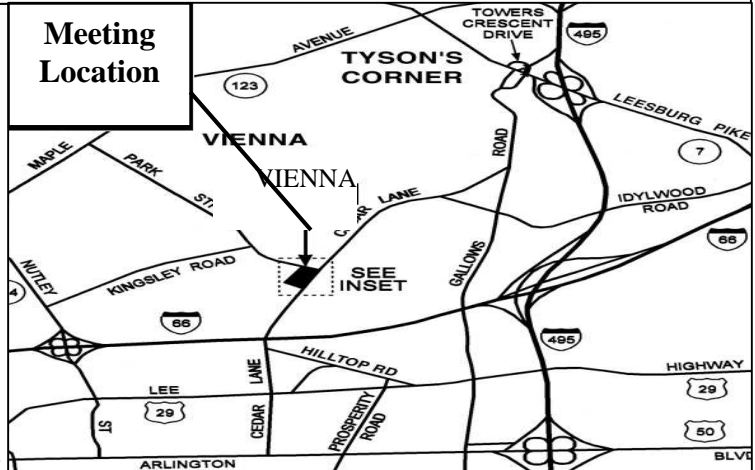 Meeting
Location
TOWERS
CRESCENT
DRIVE
495
AVENUE
TYSON'S
CORNER
123
LEESBURG PIKE
VIENNA
ROAD
7
MAPLE
PARK
VIENNA
ST
LANE
IDYLWOOD
ROAD
66
NUTLEY
KINGSLEY ROAD
SEE
INSET
GALLOWS
4
66
495
HILLTOP RD
HIGHWAY
LEE
LANE
29
29
ST
CEDAR
PROSPERITY
ROAD
50
ARLINGTON
BLVD